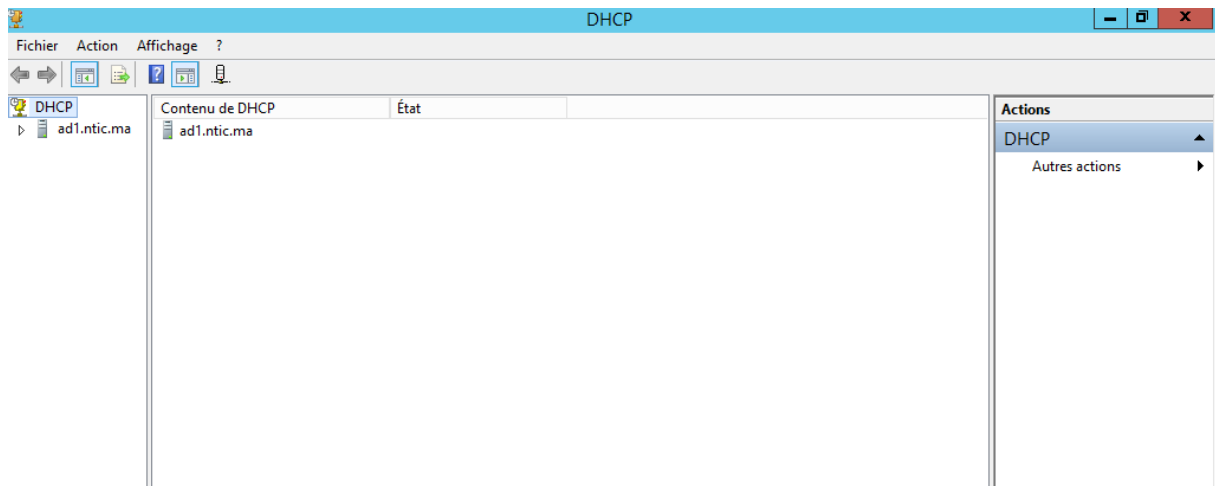 DHCP
Fichier Action Affichage ?
DHCP
ad1.ntic.ma
Contenu de DHCP État
ad1.ntic.ma
Actions
DHCP
Autres actions